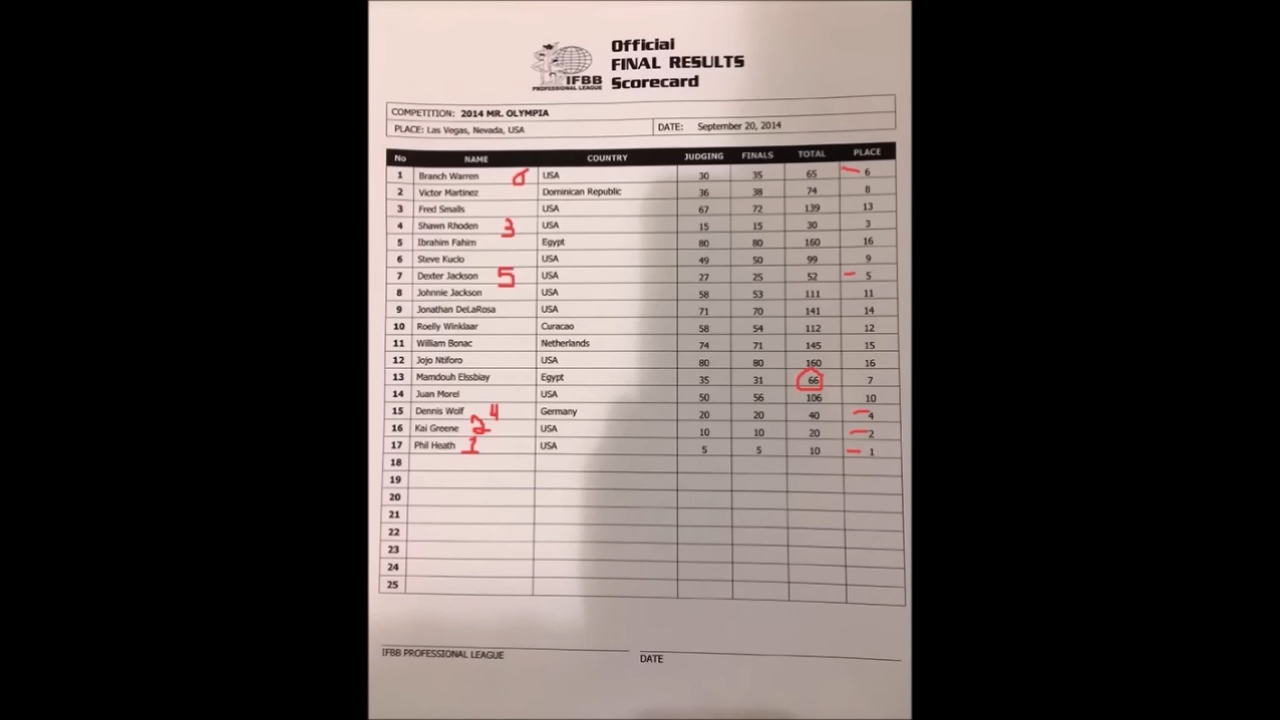 IFBB
PROFESSIONAL LEAGUE
Official
FINAL RESULTS
Scorecard
COMPETITION: 2014 MR. OLYMPIA
PLACE: Las Vegas, Nevada, USA DATE: September 20, 2014
No NAME COUNTRY JUDGING FINALS TOTAL PLACE
1 Branch Warren 6 USA 30 35 65 6
2 Victor Martinez Dominican Republic 36 38 74 8
3 Fred Smalls USA 67 72 139 13
4 Shawn Rhoden 3 USA 15 15 30 3
5 Ibrahim Fahim Egypt 80 80 160 16
6 Steve Kuclo USA 49 50 99 9
7 Dexter Jackson 5 USA 27 25 52 5
8 Johnnie Jackson USA 58 53 111 11
9 Jonathan DeLaRosa USA 71 70 141 14
10 Roelly Winklaar Curacao 58 54 112 12
11 William Bonac Netherlands 74 71 145 15
12 Jojo Ntiforo USA 80 80 160 16
13 Mamdouh Elssbiay Egypt 35 31 66 7
14 Juan Morel USA 50 56 106 10
15 Dennis Wolf 4 Germany 20 20 40 4
16 Kai Greene 2 USA 10 10 20 2
17 Phil Heath 1 USA 5 5 10 1
18
19
20
21
22
23
24
25
IFBB PROFESSIONAL LEAGUE DATE